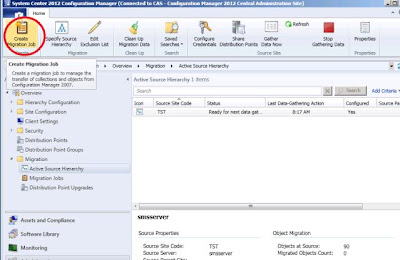 System Center 2012 Configuration Manager (Connected to CAS - Configuration Manager 2012 Central Administration Site)
Home
Create Migration Job
Specify Source Hierarchy
Edit Exclusion List
Clean Up Migration Data
Saved Searches
Configure Credentials
Share Distribution Points
Gather Data Now
Refresh
Stop Gathering Data
Properties
Create Migration Job
Create a migration job to manage the transfer of collections and objects from Configuration Manager 2007.
Overview
Migration
Active Source Hierarchy
Overview
Hierarchy Configuration
Site Configuration
Client Settings
Security
Distribution Points
Distribution Point Groups
Migration
Active Source Hierarchy
Migration Jobs
Distribution Point Upgrades
Assets and Compliance
Software Library
Monitoring
Active Source Hierarchy 1 items
Search
Search
Add Criteria
Icon
Source Site Code
Status
Last Data-Gathering Action
Configured
Source Pa
TST
Ready for next data gat...
8:17 AM
Yes
smsserver
Source Properties
Source Site Code:
TST
Source Server:
smsserver
Object Migration
Objects at Source:
90
Migrated Objects Count:
0